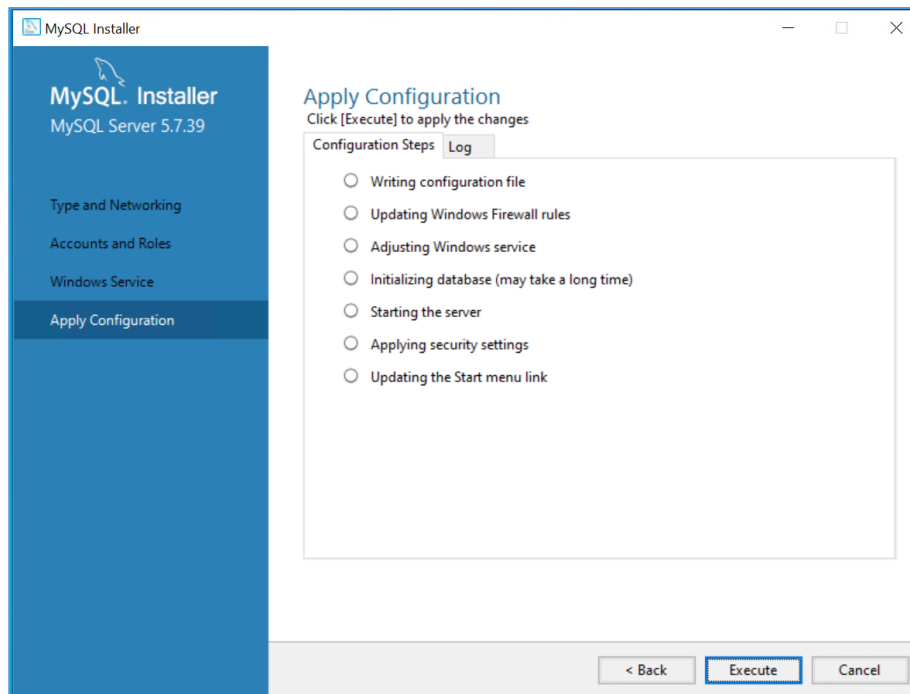 MySQL Installer
MySQL. Installer
MySQL Server 5.7.39
Type and Networking
Accounts and Roles
Windows Service
Apply Configuration
Apply Configuration
Click [Execute] to apply the changes
Configuration Steps Log
Writing configuration file
Updating Windows Firewall rules
Adjusting Windows service
Initializing database (may take a long time)
Starting the server
Applying security settings
Updating the Start menu link
< Back Execute Cancel